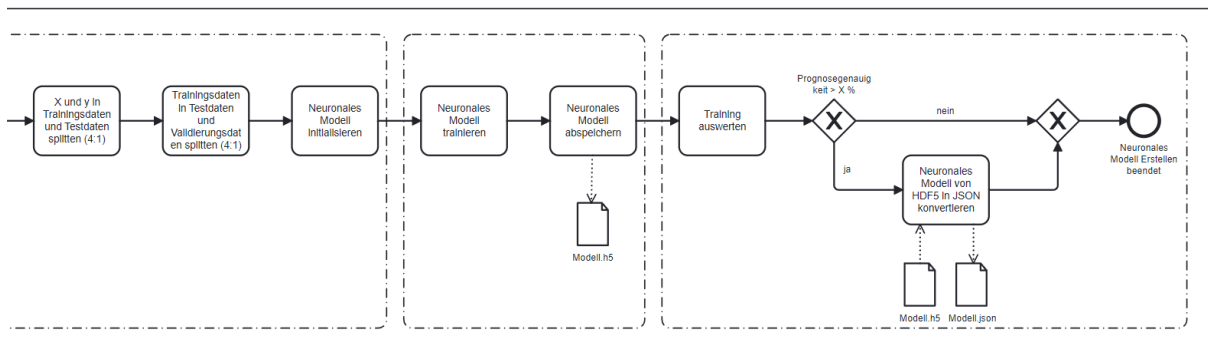 X und y in
Trainingsdaten
und Testdaten
splitten (4:1)
Trainingsdaten
in Testdaten
und
Validierungsdat
en splitten (4:1)
Neuronales
Modell
initialisieren
Neuronales
Modell
trainieren
Neuronales
Modell
abspeichern
Modell.h5
Training
auswerten
Prognosegenauig
keit > X %
nein
ja
Neuronales
Modell von
HDF5 in JSON
konvertieren
Modell.h5
Modell.json
Neuronales
Modell Erstellen
beendet